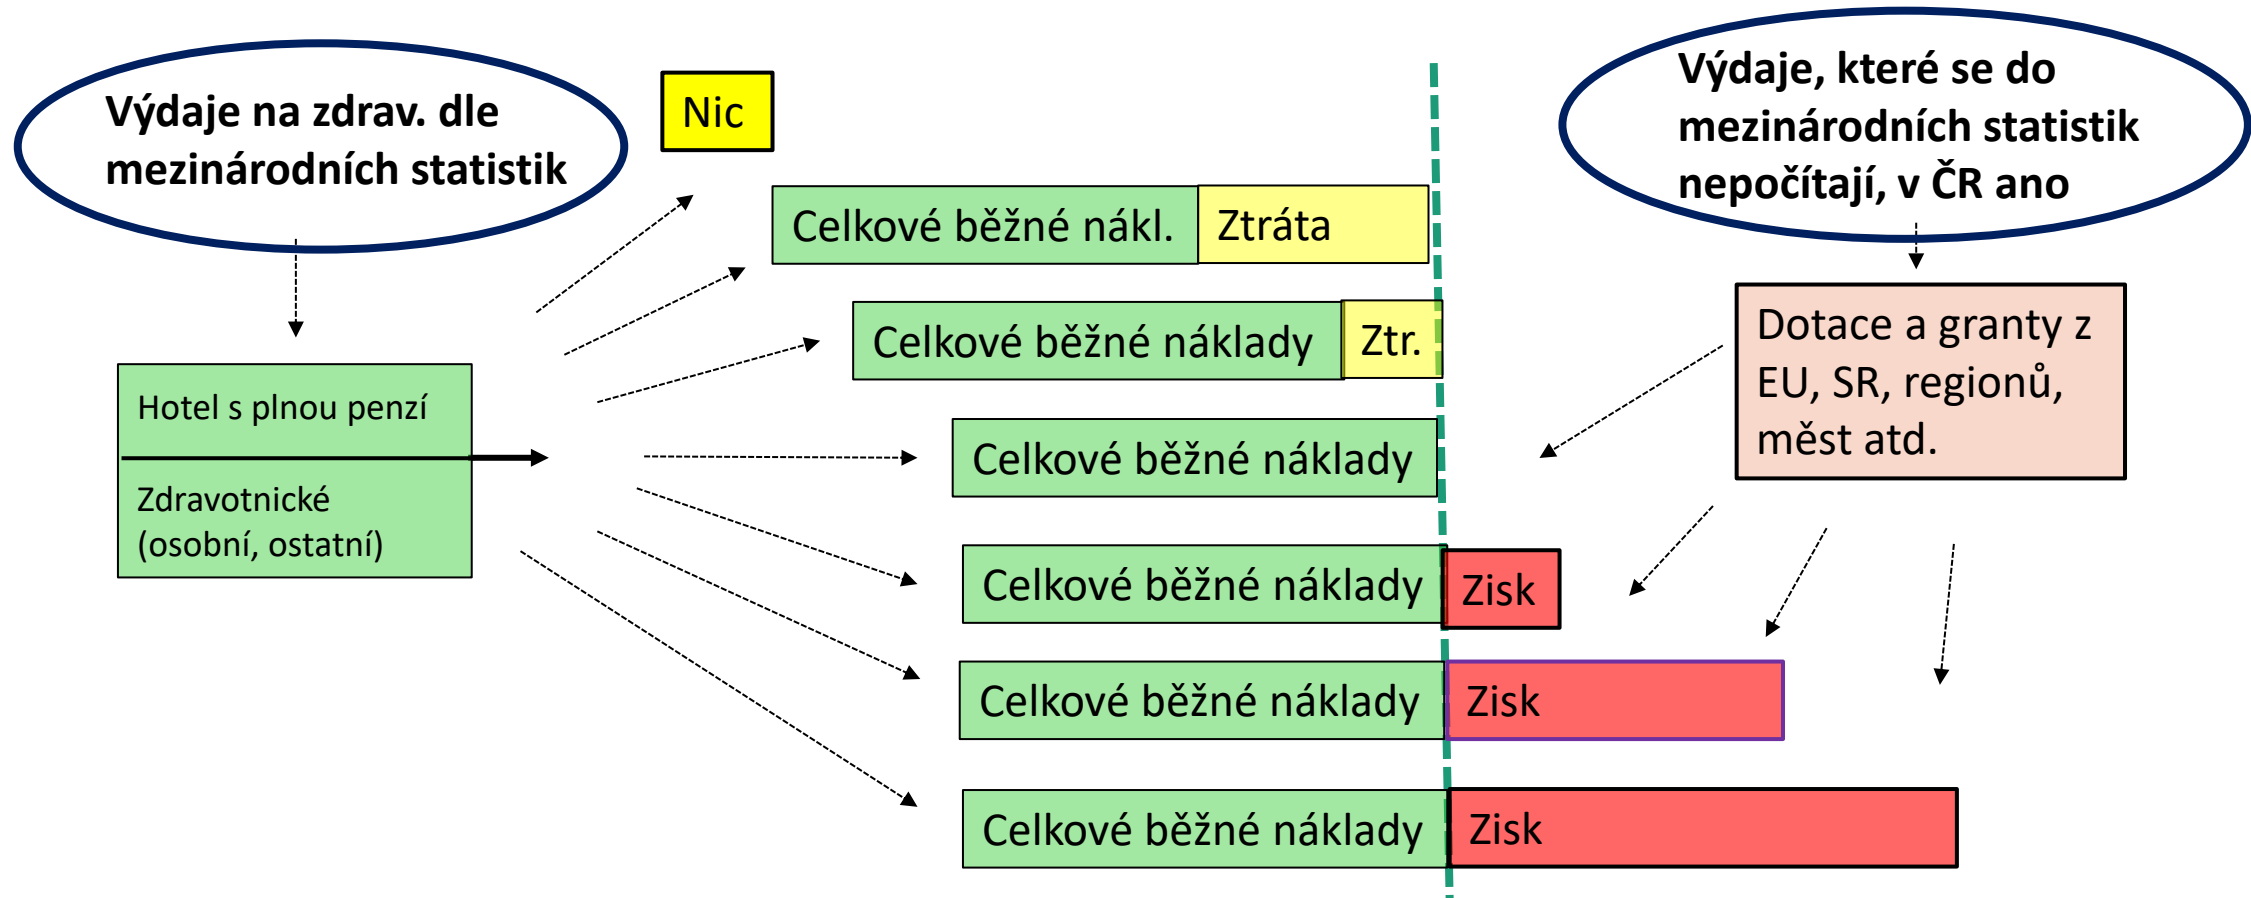 Výdaje na zdrav. dle
mezinárodních statistik
Nic
Výdaje, které se do
mezinárodních statistik
nepočítají, v ČR ano
Celkové běžné nákl.
Ztráta
Celkové běžné náklady
Ztr.
Dotace a granty z
EU, SR, regionů,
měst atd.
Hotel s plnou penzí
Zdravotnické
(osobní, ostatní)
Celkové běžné náklady
Celkové běžné náklady
Zisk
Celkové běžné náklady
Zisk
Celkové běžné náklady
Zisk